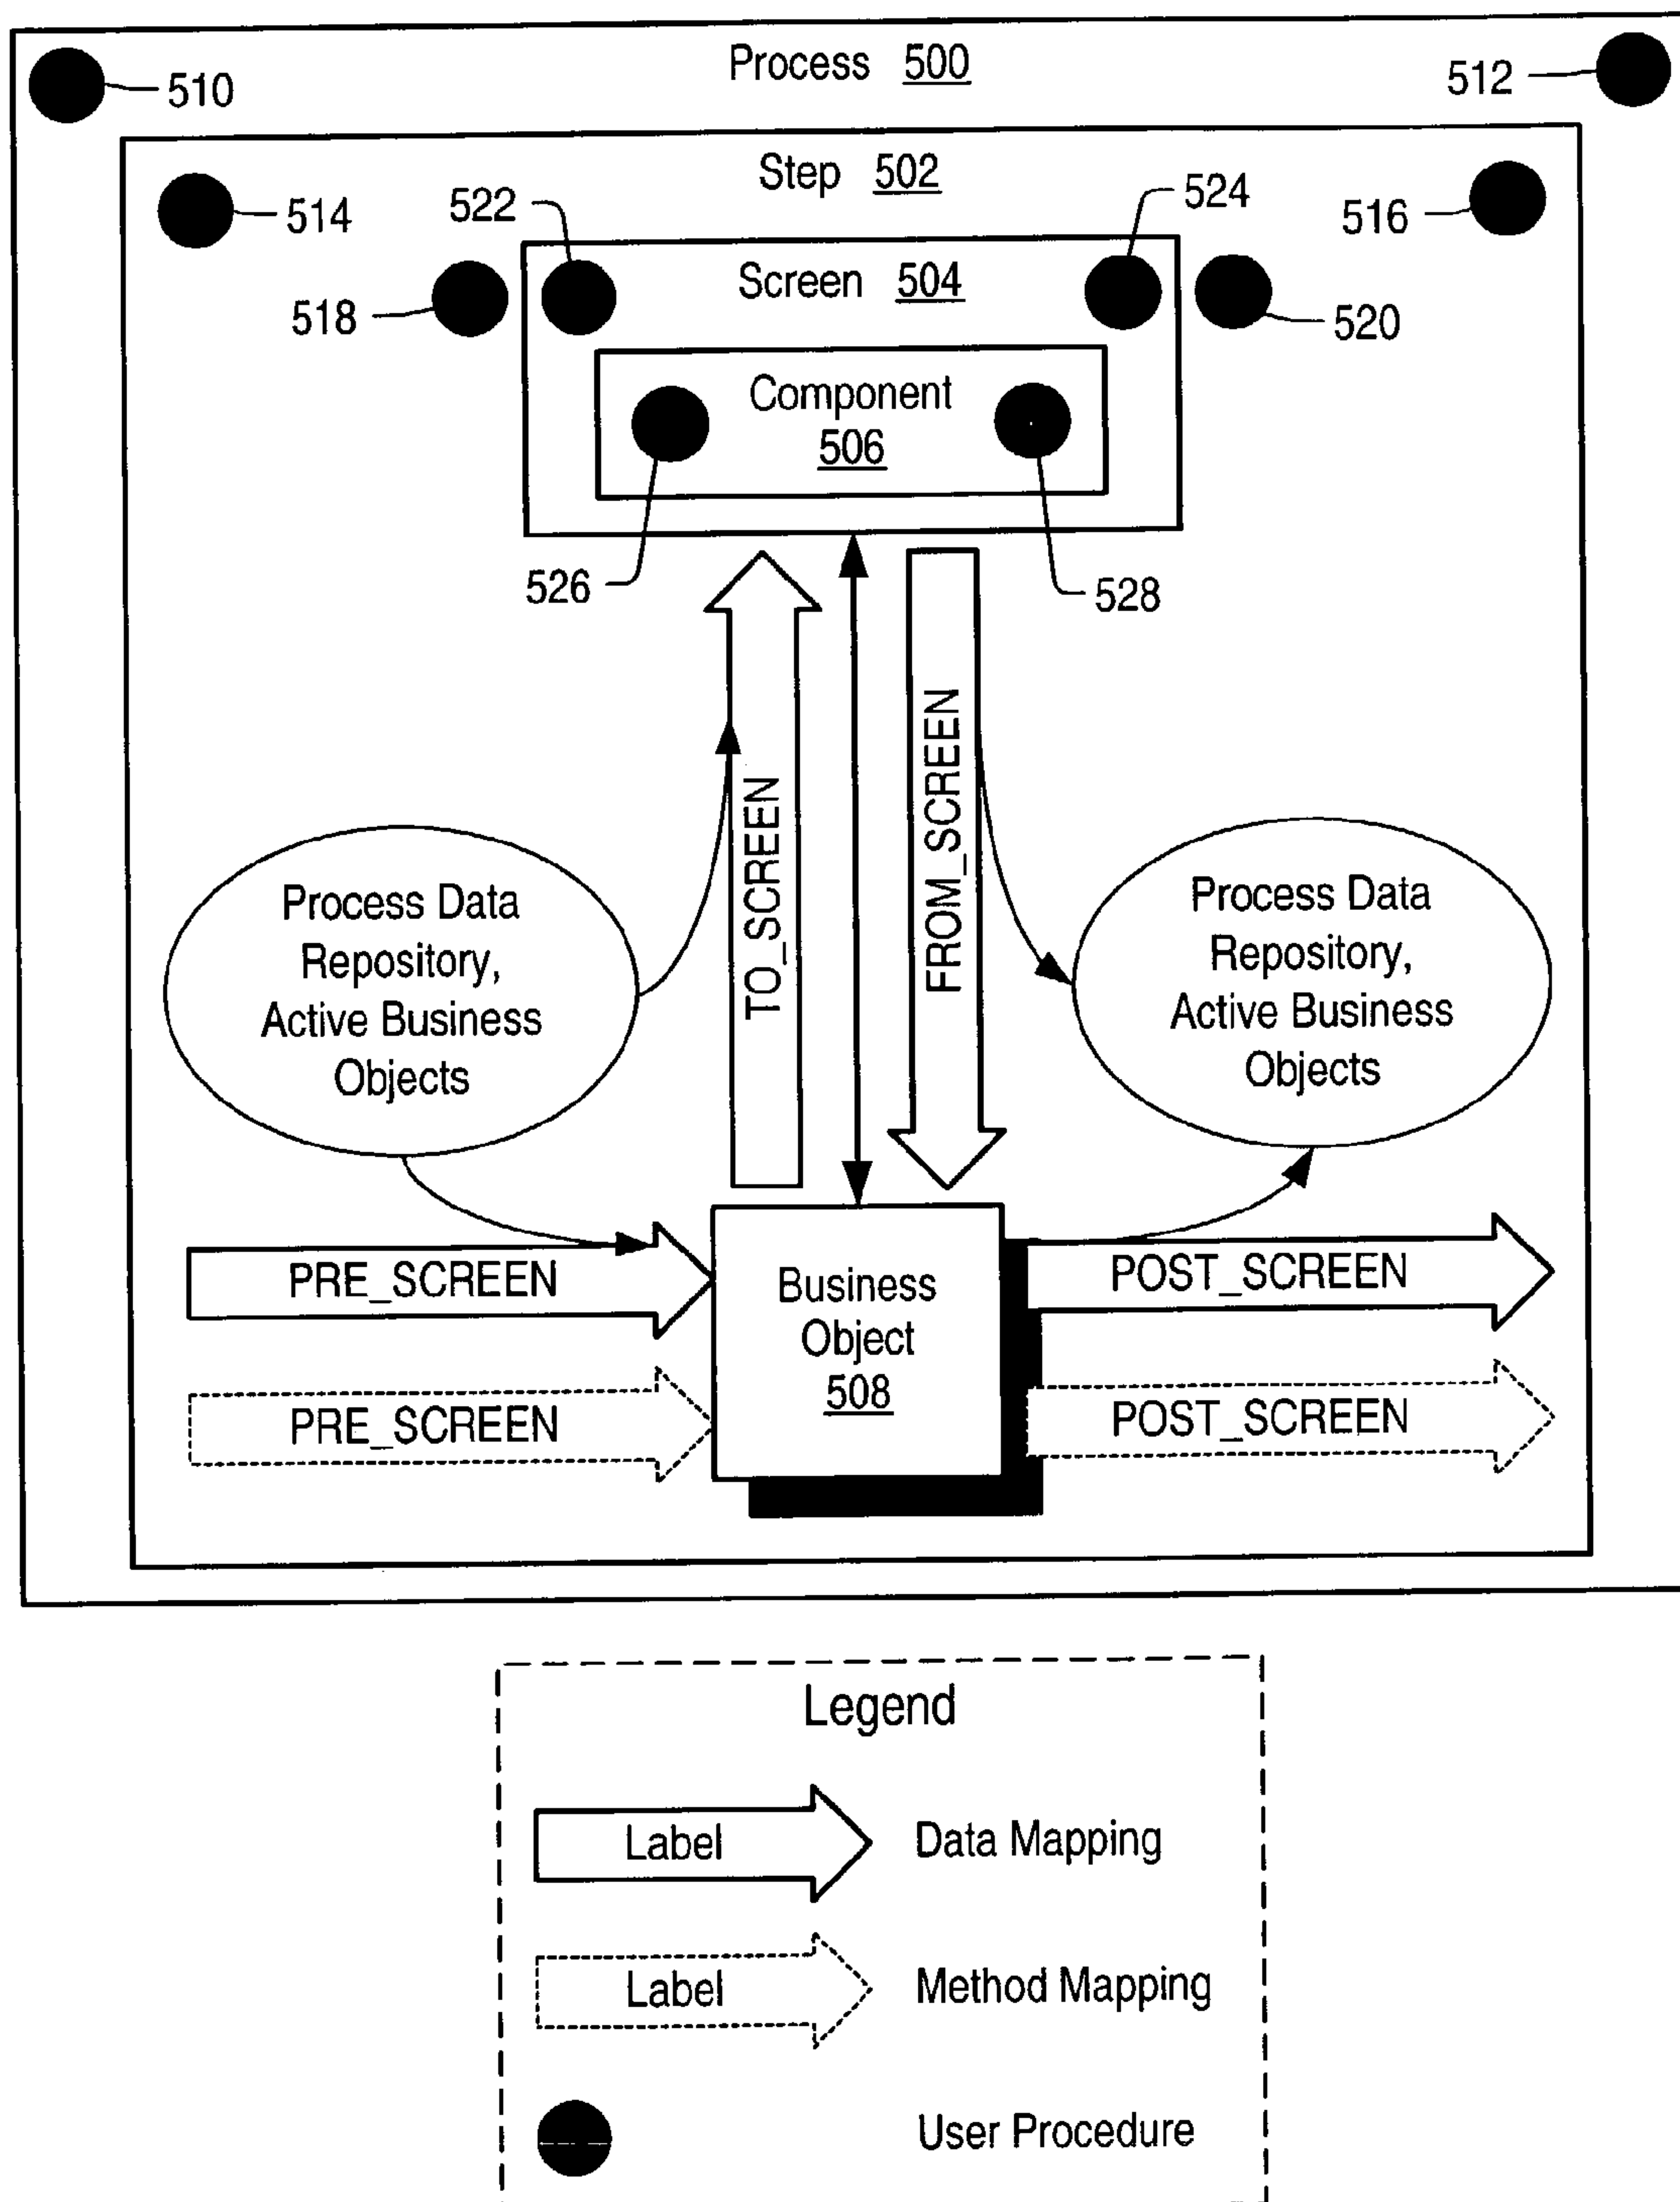 Process 500
510
512
Step 502
514
522
524
516
518
Screen 504
520
Component
506
526
528
TO_SCREEN
FROM_SCREEN
Process Data
Repository,
Active Business
Objects
Process Data
Repository,
Active Business
Objects
PRE_SCREEN
Business
Object
508
POST_SCREEN
PRE_SCREEN
POST_SCREEN
Legend
Label
Data Mapping
Label
Method Mapping
User Procedure